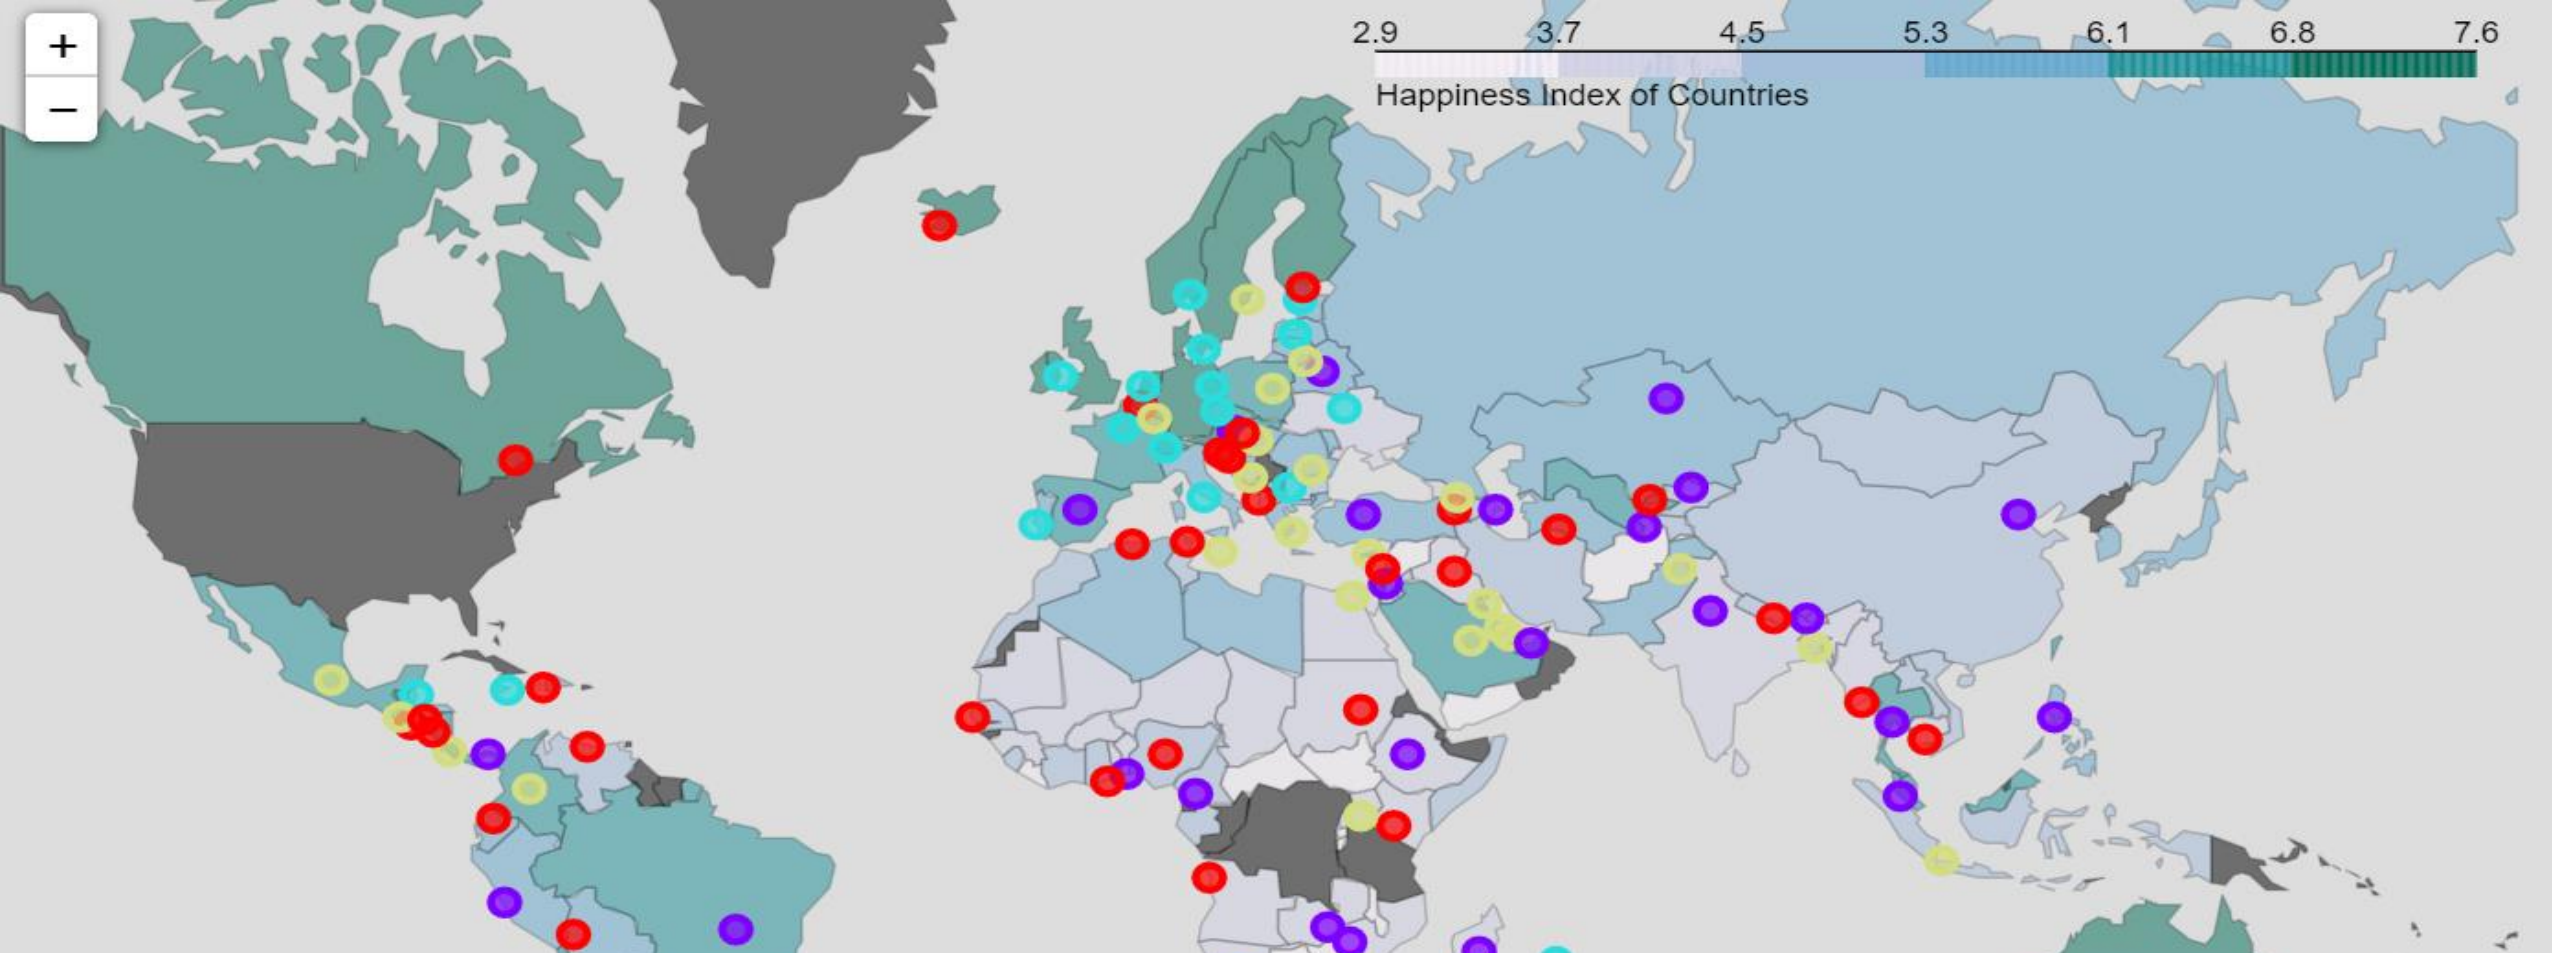 +
−
2.9 3.7 4.5 5.3 6.1 6.8 7.6
Happiness Index of Countries